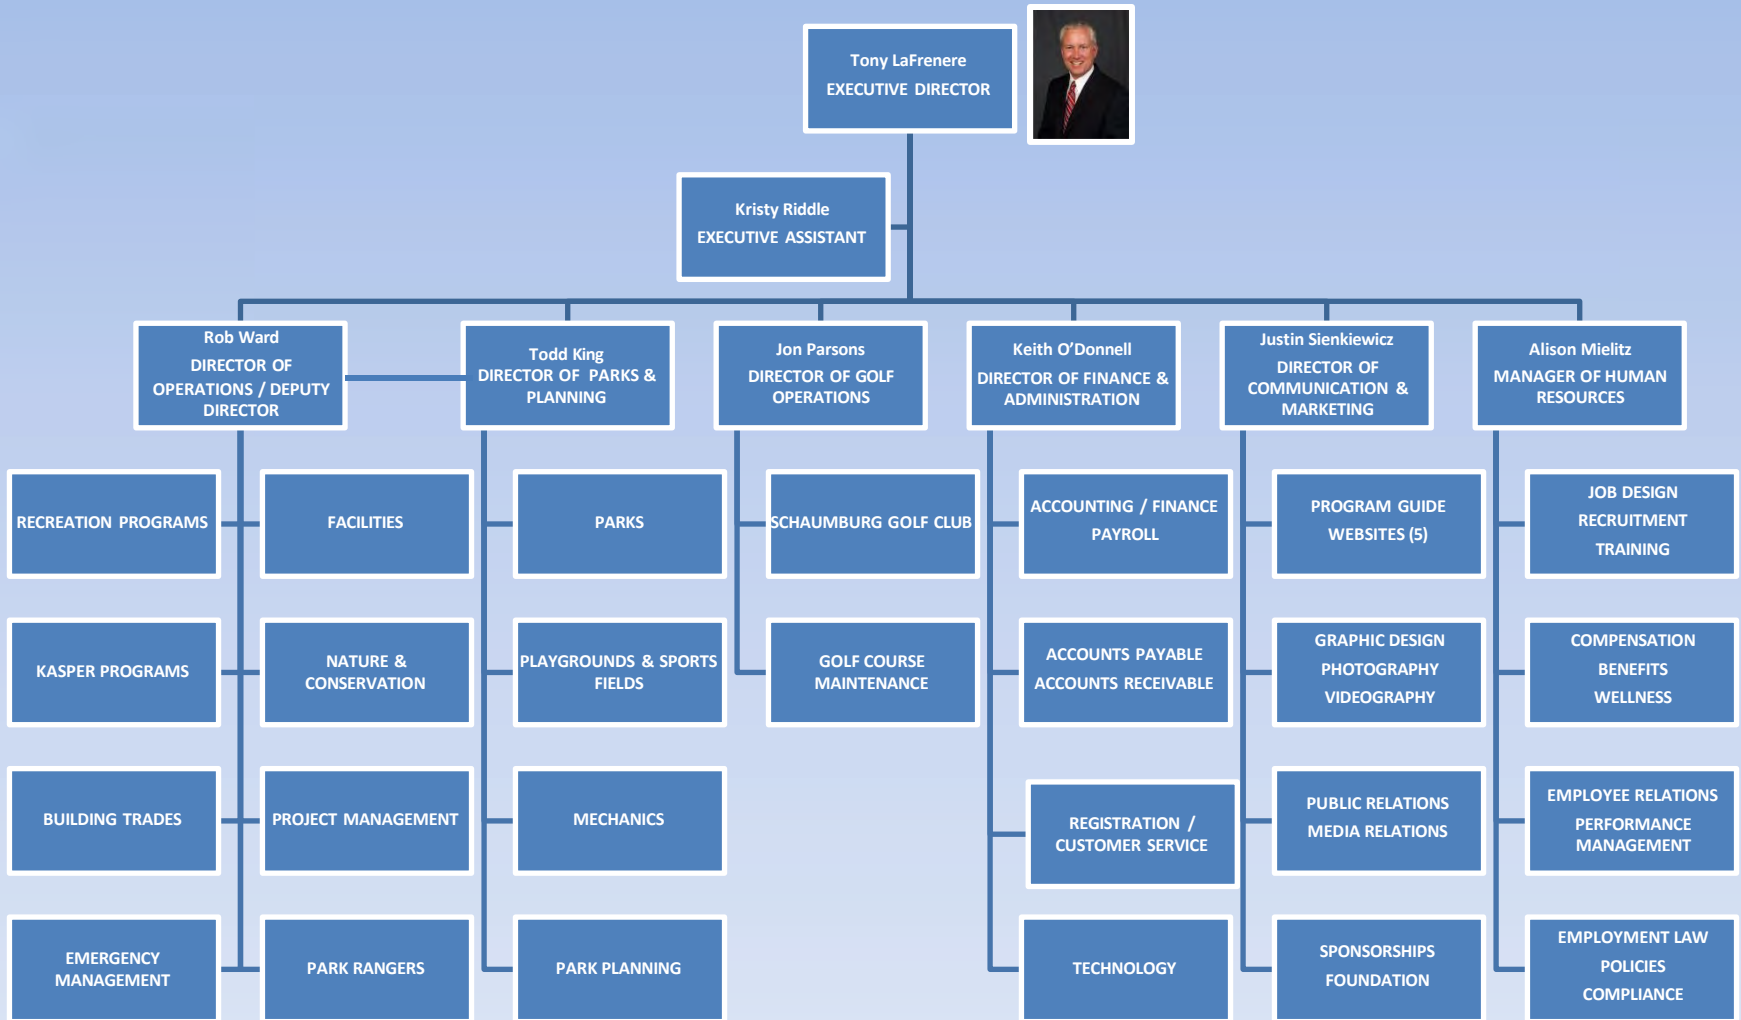 Tony LaFrenere
EXECUTIVE DIRECTOR
Kristy Riddle
EXECUTIVE ASSISTANT
Rob Ward
DIRECTOR OF
OPERATIONS / DEPUTY
DIRECTOR
Todd King
DIRECTOR OF PARKS &
PLANNING
Jon Parsons
DIRECTOR OF GOLF
OPERATIONS
Keith O’Donnell
DIRECTOR OF FINANCE &
ADMINISTRATION
Justin Sienkiewicz
DIRECTOR OF
COMMUNICATION &
MARKETING
Alison Mielitz
MANAGER OF HUMAN
RESOURCES
RECREATION PROGRAMS
FACILITIES
PARKS
SCHAUMBURG GOLF CLUB
ACCOUNTING / FINANCE
PAYROLL
PROGRAM GUIDE
WEBSITES (5)
JOB DESIGN
RECRUITMENT
TRAINING
KASPER PROGRAMS
NATURE &
CONSERVATION
PLAYGROUNDS & SPORTS
FIELDS
GOLF COURSE
MAINTENANCE
ACCOUNTS PAYABLE
ACCOUNTS RECEIVABLE
GRAPHIC DESIGN
PHOTOGRAPHY
VIDEOGRAPHY
COMPENSATION
BENEFITS
WELLNESS
BUILDING TRADES
PROJECT MANAGEMENT
MECHANICS
REGISTRATION /
CUSTOMER SERVICE
PUBLIC RELATIONS
MEDIA RELATIONS
EMPLOYEE RELATIONS
PERFORMANCE
MANAGEMENT
EMERGENCY
MANAGEMENT
PARK RANGERS
PARK PLANNING
TECHNOLOGY
SPONSORSHIPS
FOUNDATION
EMPLOYMENT LAW
POLICIES
COMPLIANCE